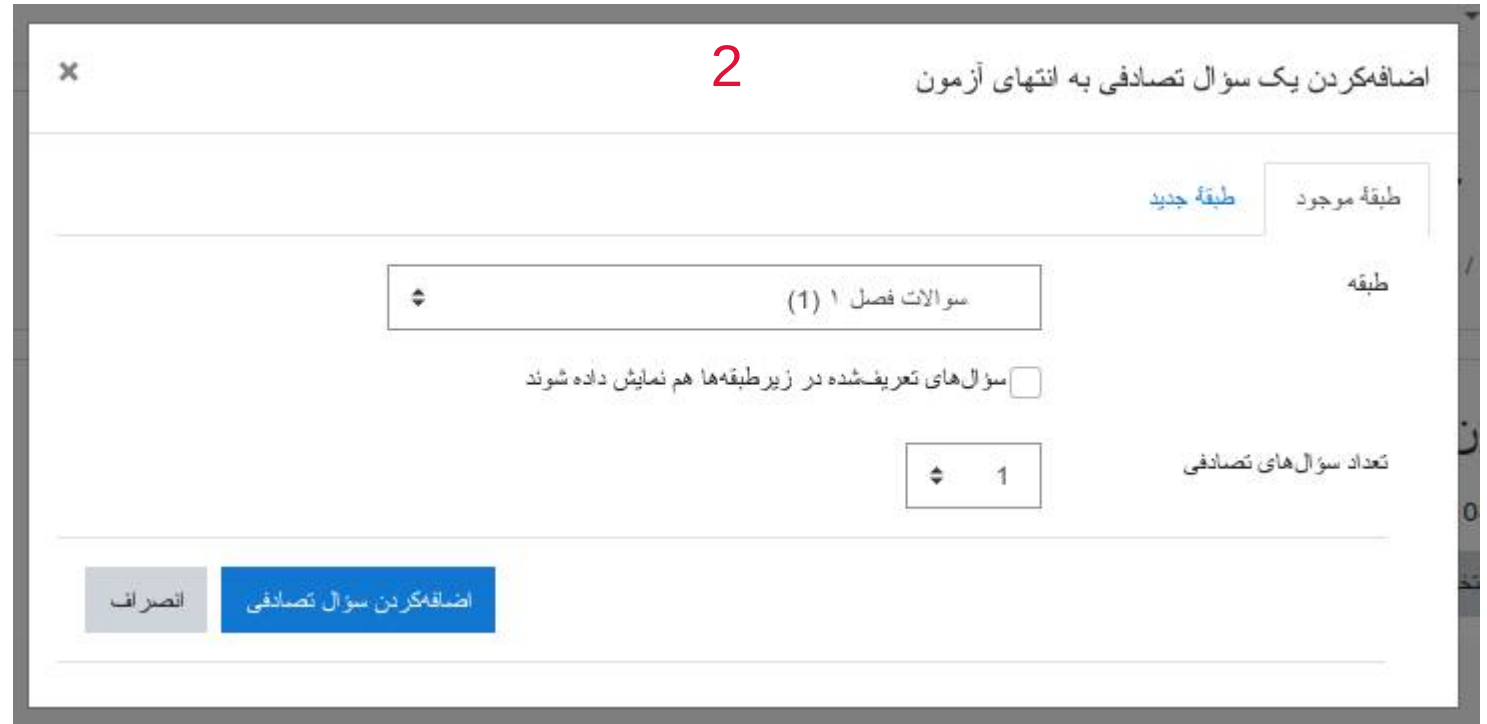 اضافه‌کردن یک سؤال تصادفی به انتهای آزمون
2
×
طبقهٔ موجود
طبقهٔ جدید
طبقه
سوالات فصل ۱ (1)
سؤال‌های تعریف‌شده در زیرطبقه‌ها هم نمایش داده شوند
تعداد سؤال‌های تصادفی
1
اضافه‌کردن سؤال تصادفی
انصراف